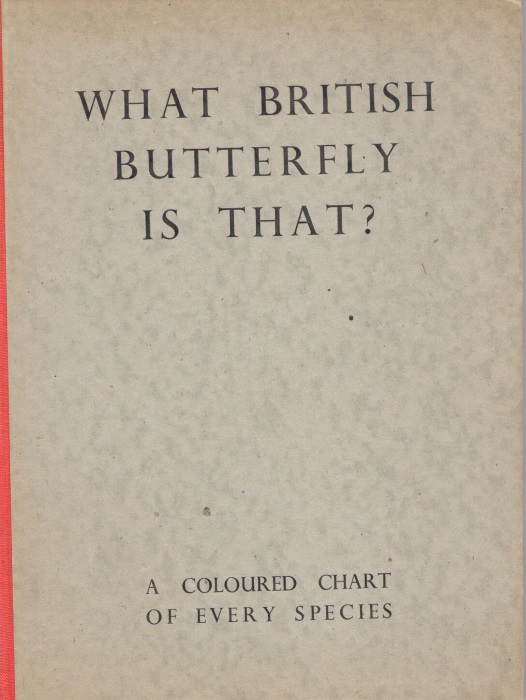 WHAT BRITISH
BUTTERFLY
IS THAT?
A COLOURED CHART
OF EVERY SPECIES